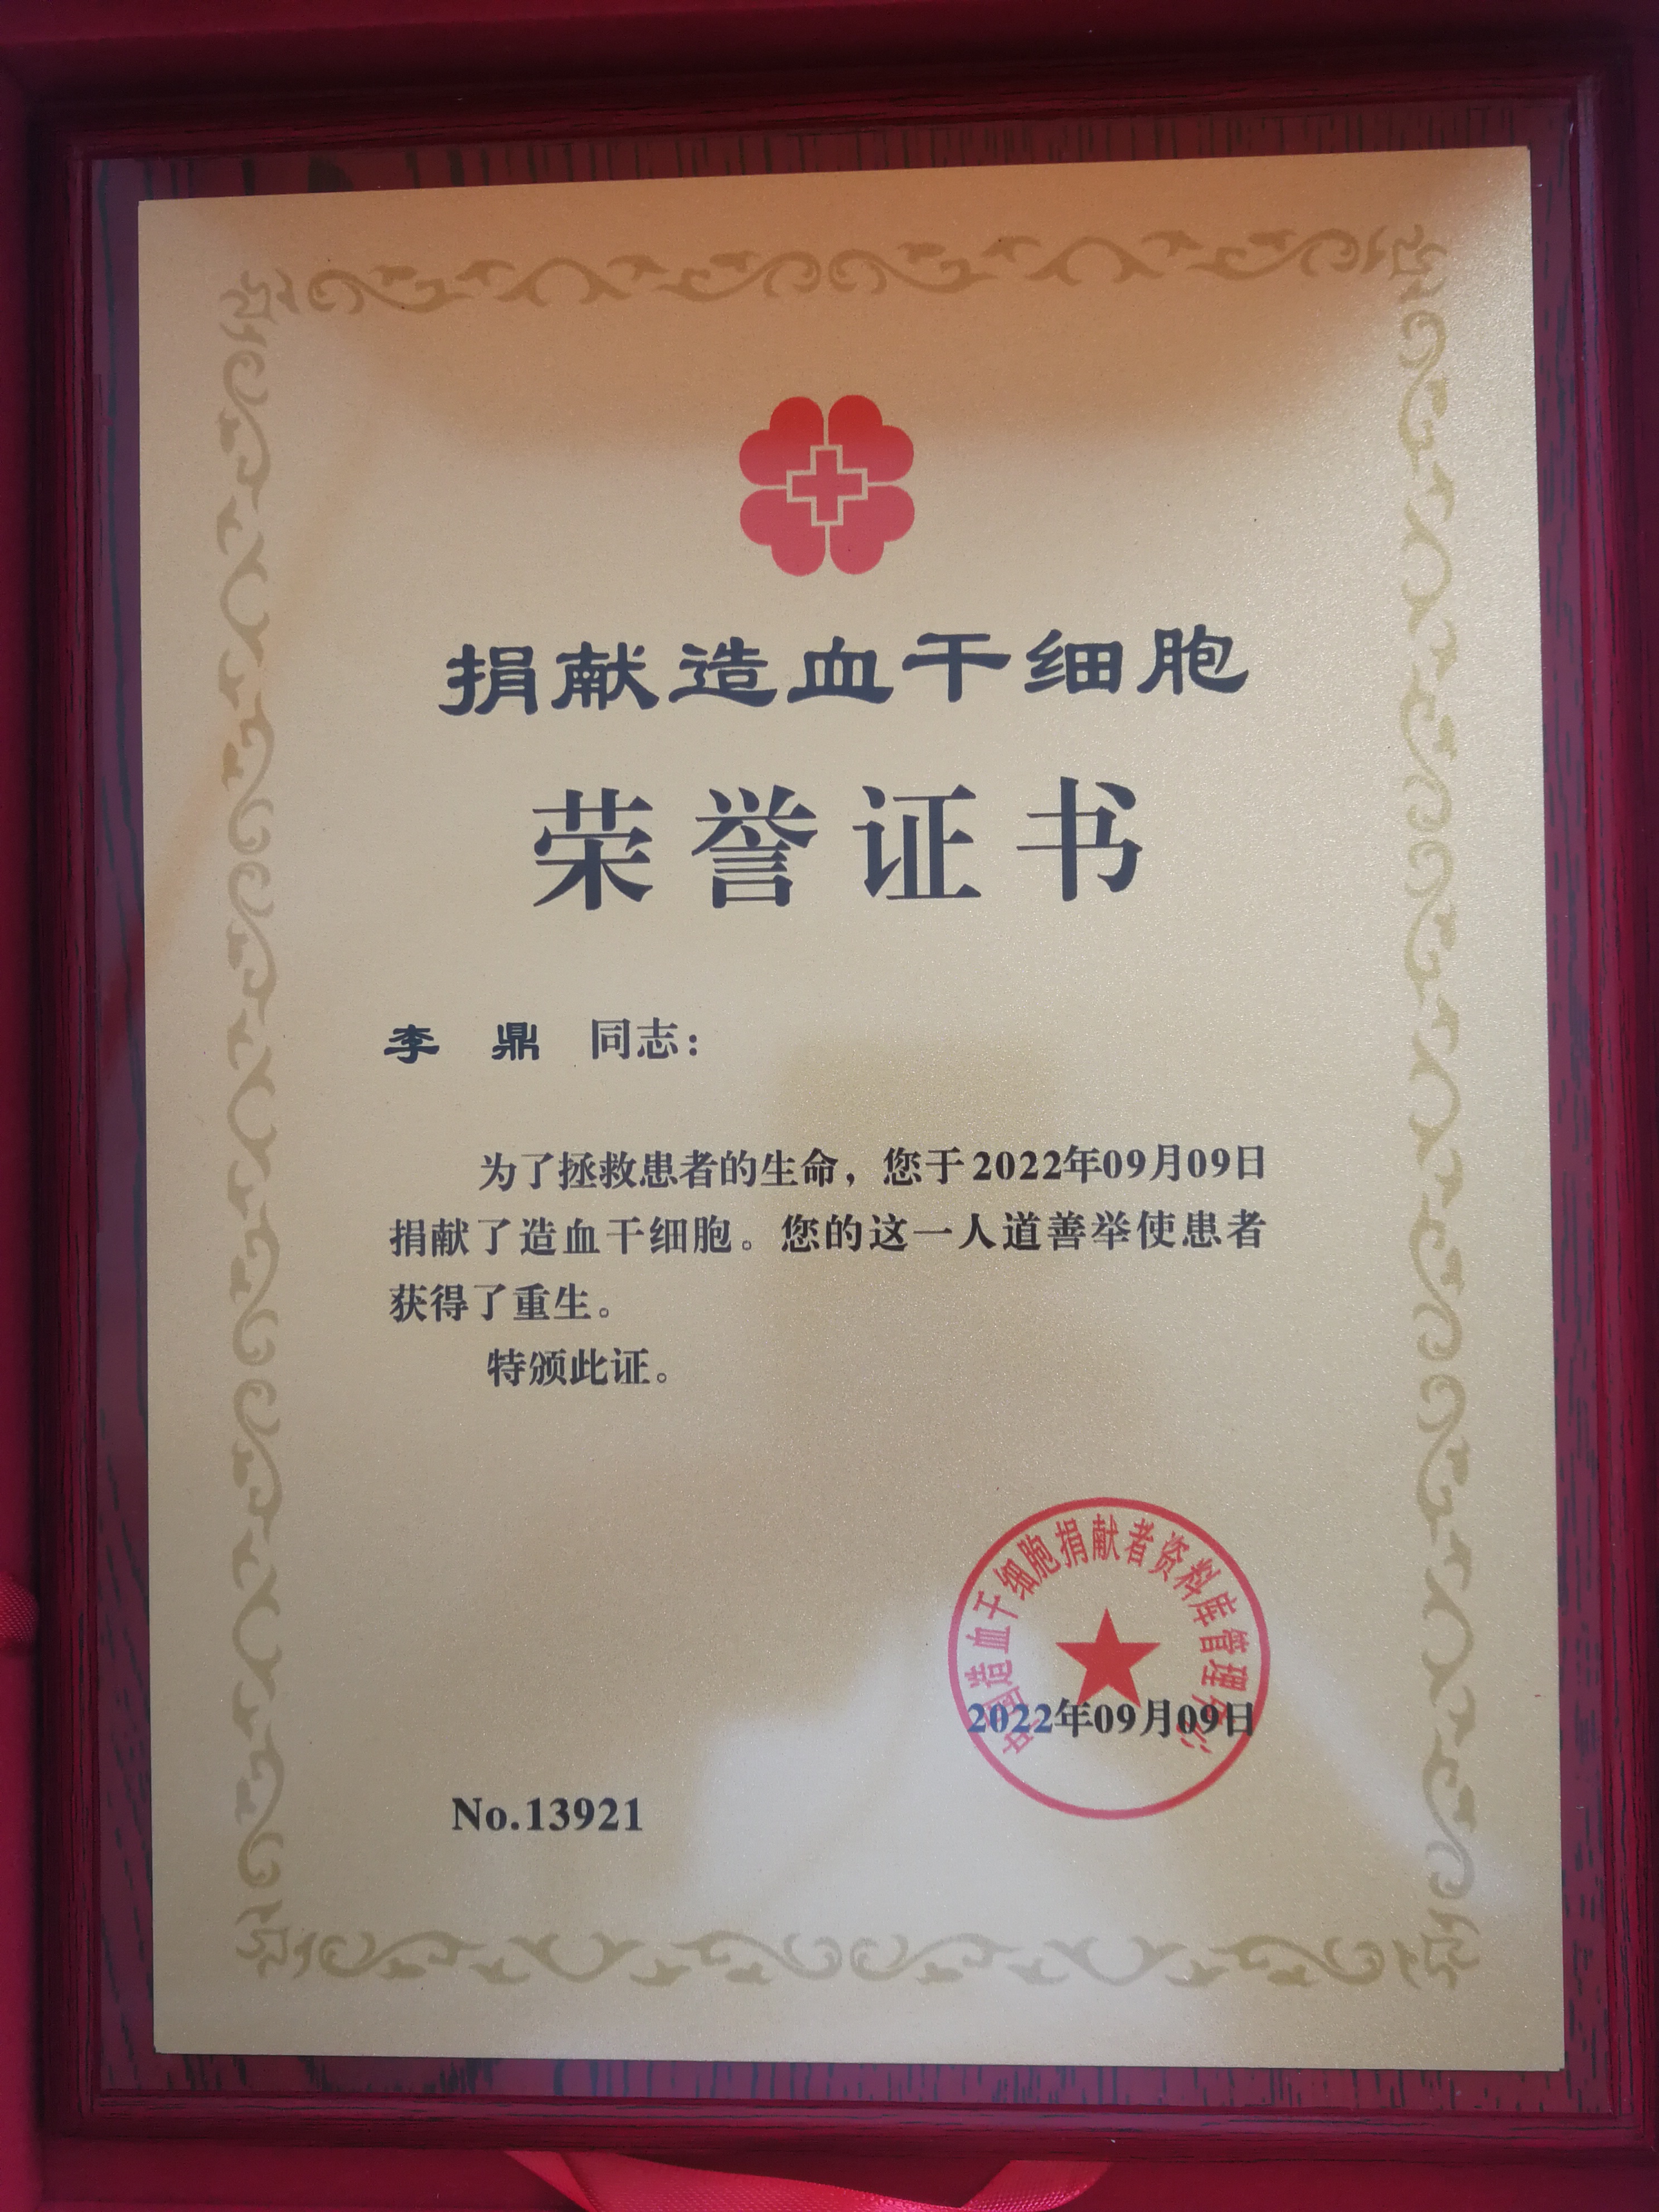 捐献造血干细胞
荣誉证书
李 鼎 同志：
为了拯救患者的生命，您于2022年09月09日
捐献了造血干细胞。您的这一人道善举使患者
获得了重生。
特颁此证。
中国造血干细胞捐献者资料库管理中心
2022年09月09日
No.13921